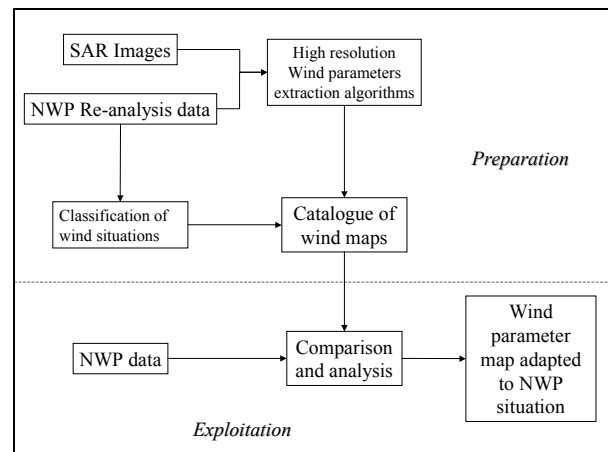 SAR Images
High resolution
Wind parameters
extraction algorithms
NWP Re-analysis data
Preparation
Classification of
wind situations
Catalogue of
wind maps
Wind
parameter
map adapted
to NWP
situation
NWP data
Comparison
and analysis
Exploitation